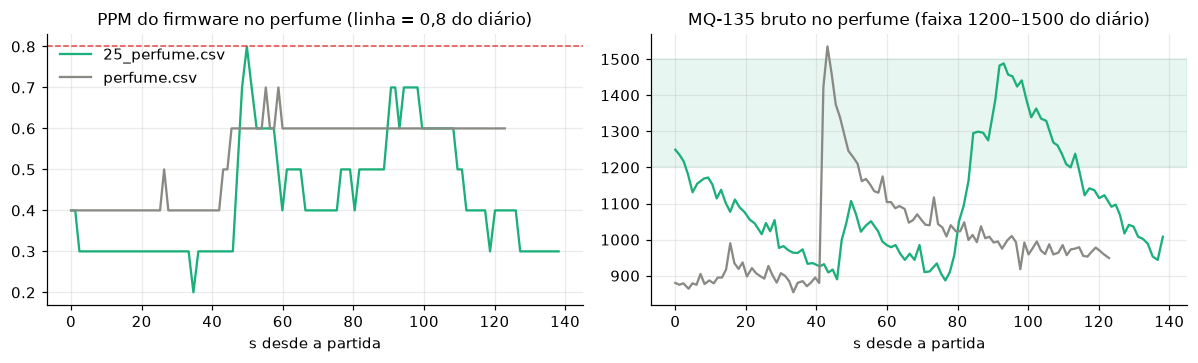 PPM do firmware no perfume (linha = 0,8 do diário)
0.8
0.7
0.6
0.5
0.4
0.3
0.2
25_perfume.csv
perfume.csv
0 20 40 60 80 100 120 140
s desde a partida
MQ-135 bruto no perfume (faixa 1200–1500 do diário)
1500
1400
1300
1200
1100
1000
900
0 20 40 60 80 100 120 140
s desde a partida